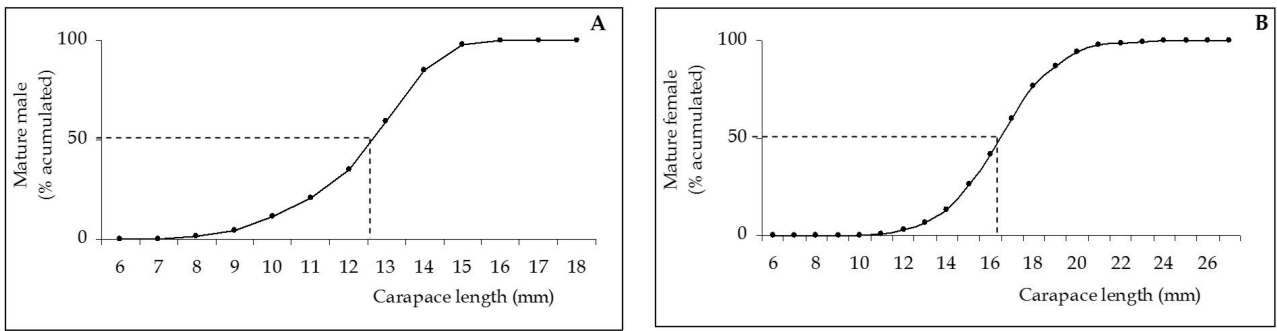 A
100
50
0
Mature male
(% acumulated)
6 7 8 9 10 11 12 13 14 15 16 17 18
Carapace length (mm)
B
100
50
0
Mature female
(% acumulated)
6 8 10 12 14 16 18 20 22 24 26
Carapace length (mm)